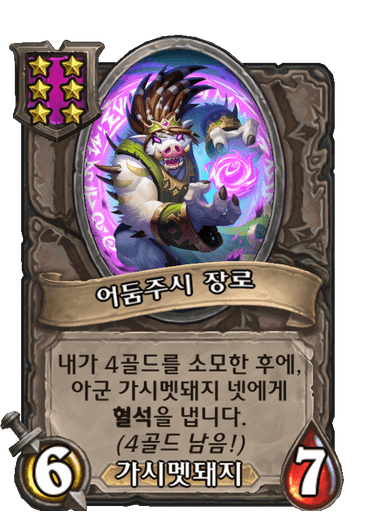 어둠주시 장로
내가 4골드를 소모한 후에,
아군 가시멧돼지 넷에게
혈석을 냅니다.
(4골드 남음!)
6
가시멧돼지
7